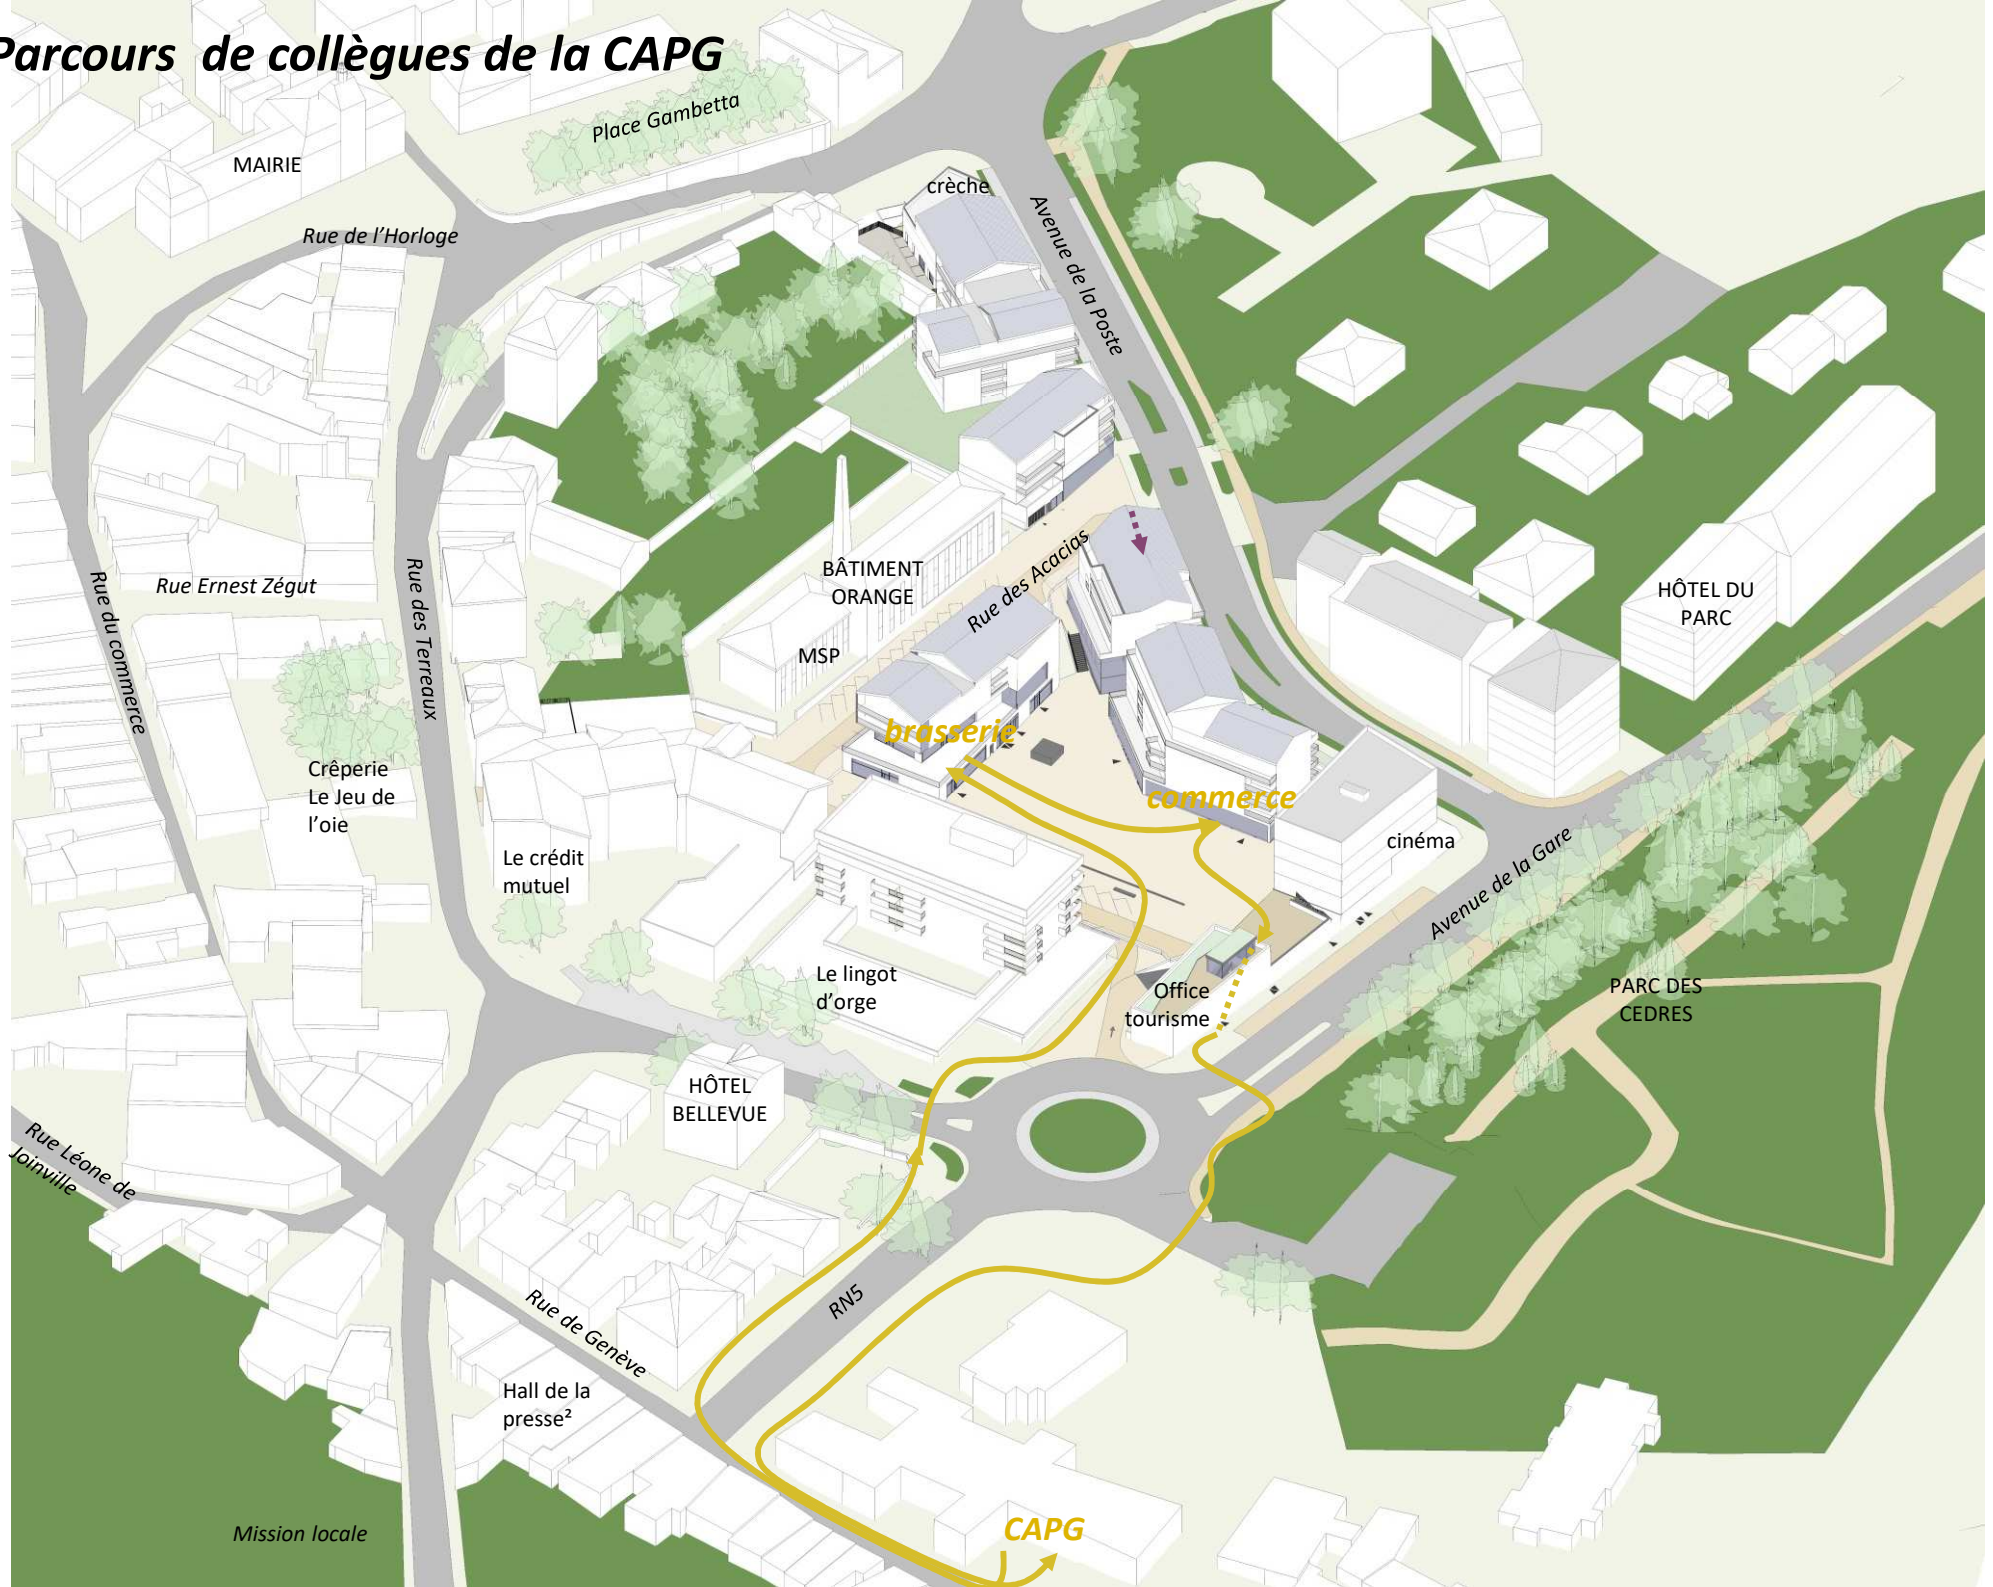 Parcours de collègues de la CAPG
Place Gambetta
MAIRIE
crèche
Rue de l'Horloge
Avenue de la Poste
BÂTIMENT
ORANGE
Rue des Acacias
HÔTEL DU
PARC
Rue Ernest Zégut
Rue du commerce
Rue des Terreaux
MSP
brasserie
Crêperie
Le Jeu de
l'oie
commerce
cinéma
Le crédit
mutuel
Avenue de la Gare
Le lingot
d'orge
Office
tourisme
PARC DES
CEDRES
HÔTEL
BELLEVUE
Rue Léone de
Joinville
RN5
Rue de Genève
Hall de la
presse²
CAPG
Mission locale